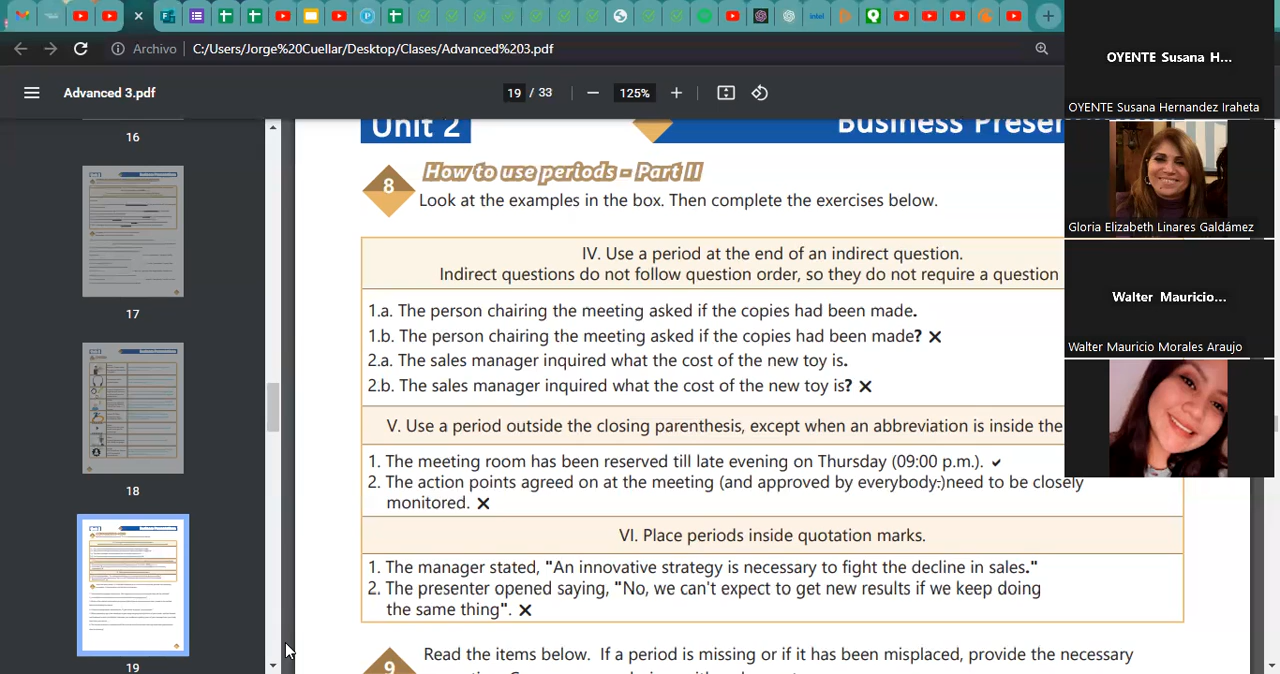 Archivo
C:/Users/Jorge%20Cuellar/Desktop/Clases/Advanced%203.pdf
Advanced 3.pdf
19 / 33
125%
16
17
18
19
Unit 2
Business Presen
8
How to use periods - Part II
Look at the examples in the box. Then complete the exercises below.
IV. Use a period at the end of an indirect question.
Indirect questions do not follow question order, so they do not require a question
1.a. The person chairing the meeting asked if the copies had been made.
1.b. The person chairing the meeting asked if the copies had been made? ✕
2.a. The sales manager inquired what the cost of the new toy is.
2.b. The sales manager inquired what the cost of the new toy is? ✕
V. Use a period outside the closing parenthesis, except when an abbreviation is inside the
1. The meeting room has been reserved till late evening on Thursday (09:00 p.m.). ✓
2. The action points agreed on at the meeting (and approved by everybody.)need to be closely
monitored. ✕
VI. Place periods inside quotation marks.
1. The manager stated, "An innovative strategy is necessary to fight the decline in sales."
2. The presenter opened saying, "No, we can't expect to get new results if we keep doing
the same thing". ✕
9
Read the items below. If a period is missing or if it has been misplaced, provide the necessary
OYENTE Susana H...
OYENTE Susana Hernandez Iraheta
Gloria Elizabeth Linares Galdámez
Walter Mauricio...
Walter Mauricio Morales Araujo